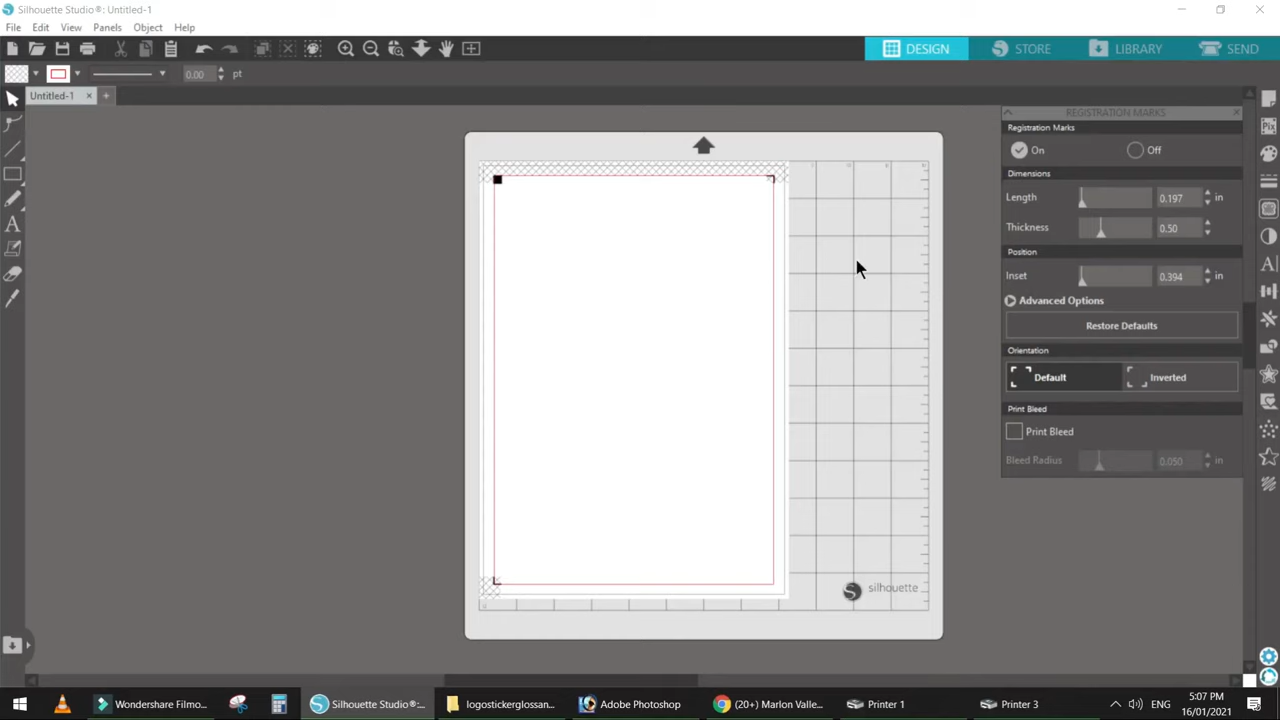 Silhouette Studio®: Untitled-1
File Edit View Panels Object Help
DESIGN STORE LIBRARY SEND
0.00 pt
Untitled-1
REGISTRATION MARKS
Registration Marks
On Off
Dimensions
Length 0.197 in
Thickness 0.50
Position
Inset 0.394 in
Advanced Options
Restore Defaults
Orientation
Default Inverted
Print Bleed
Print Bleed
Bleed Radius 0.050 in
silhouette
Wondershare Filmo...
Silhouette Studio®:...
logostickerglossan...
Adobe Photoshop
(20+) Marlon Valle...
Printer 1
Printer 3
ENG
5:07 PM
16/01/2021